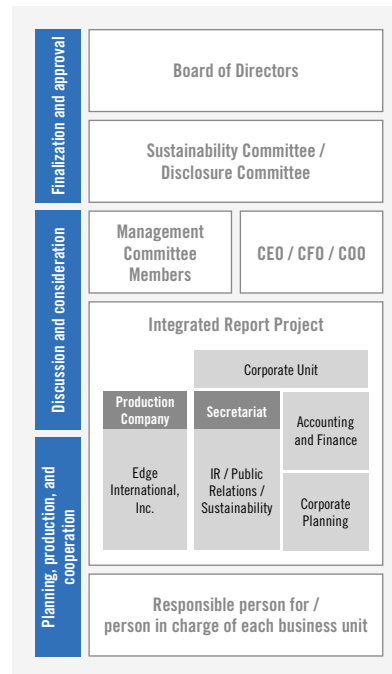 Finalization and approval
Board of Directors
Sustainability Committee /
Disclosure Committee
Discussion and consideration
Management
Committee
Members
CEO / CFO / COO
Integrated Report Project
Corporate Unit
Production
Company
Edge
International,
Inc.
Secretariat
IR / Public
Relations /
Sustainability
Accounting
and Finance
Corporate
Planning
Planning, production, and
cooperation
Responsible person for /
person in charge of each business unit